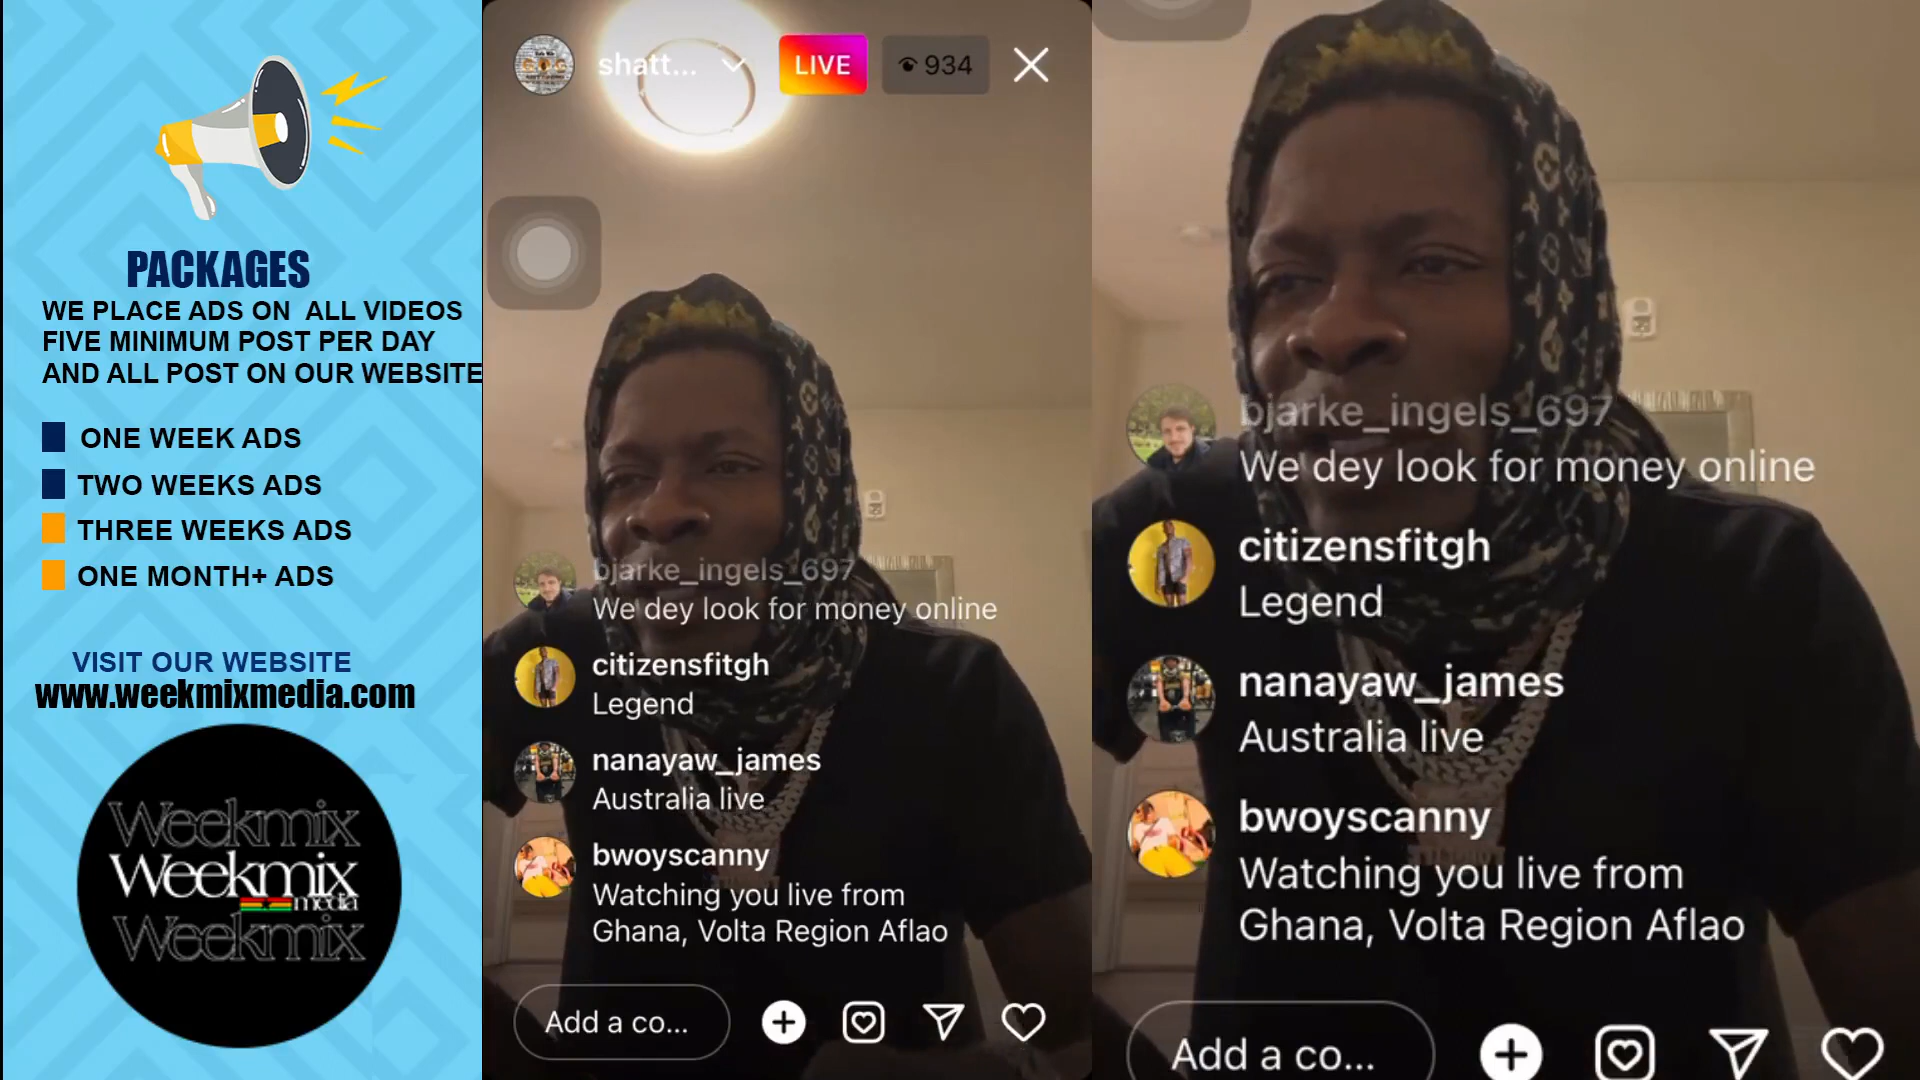 PACKAGES
WE PLACE ADS ON ALL VIDEOS
FIVE MINIMUM POST PER DAY
AND ALL POST ON OUR WEBSITE
ONE WEEK ADS
TWO WEEKS ADS
THREE WEEKS ADS
ONE MONTH+ ADS
VISIT OUR WEBSITE
www.weekmixmedia.com
Weekmix
Weekmix
media
Weekmix
shatt...
LIVE
934
bjarke_ingels_697
We dey look for money online
citizensfitgh
Legend
nanayaw_james
Australia live
bwoyscanny
Watching you live from
Ghana, Volta Region Aflao
Add a co...
bjarke_ingels_697
We dey look for money online
citizensfitgh
Legend
nanayaw_james
Australia live
bwoyscanny
Watching you live from
Ghana, Volta Region Aflao
Add a co...